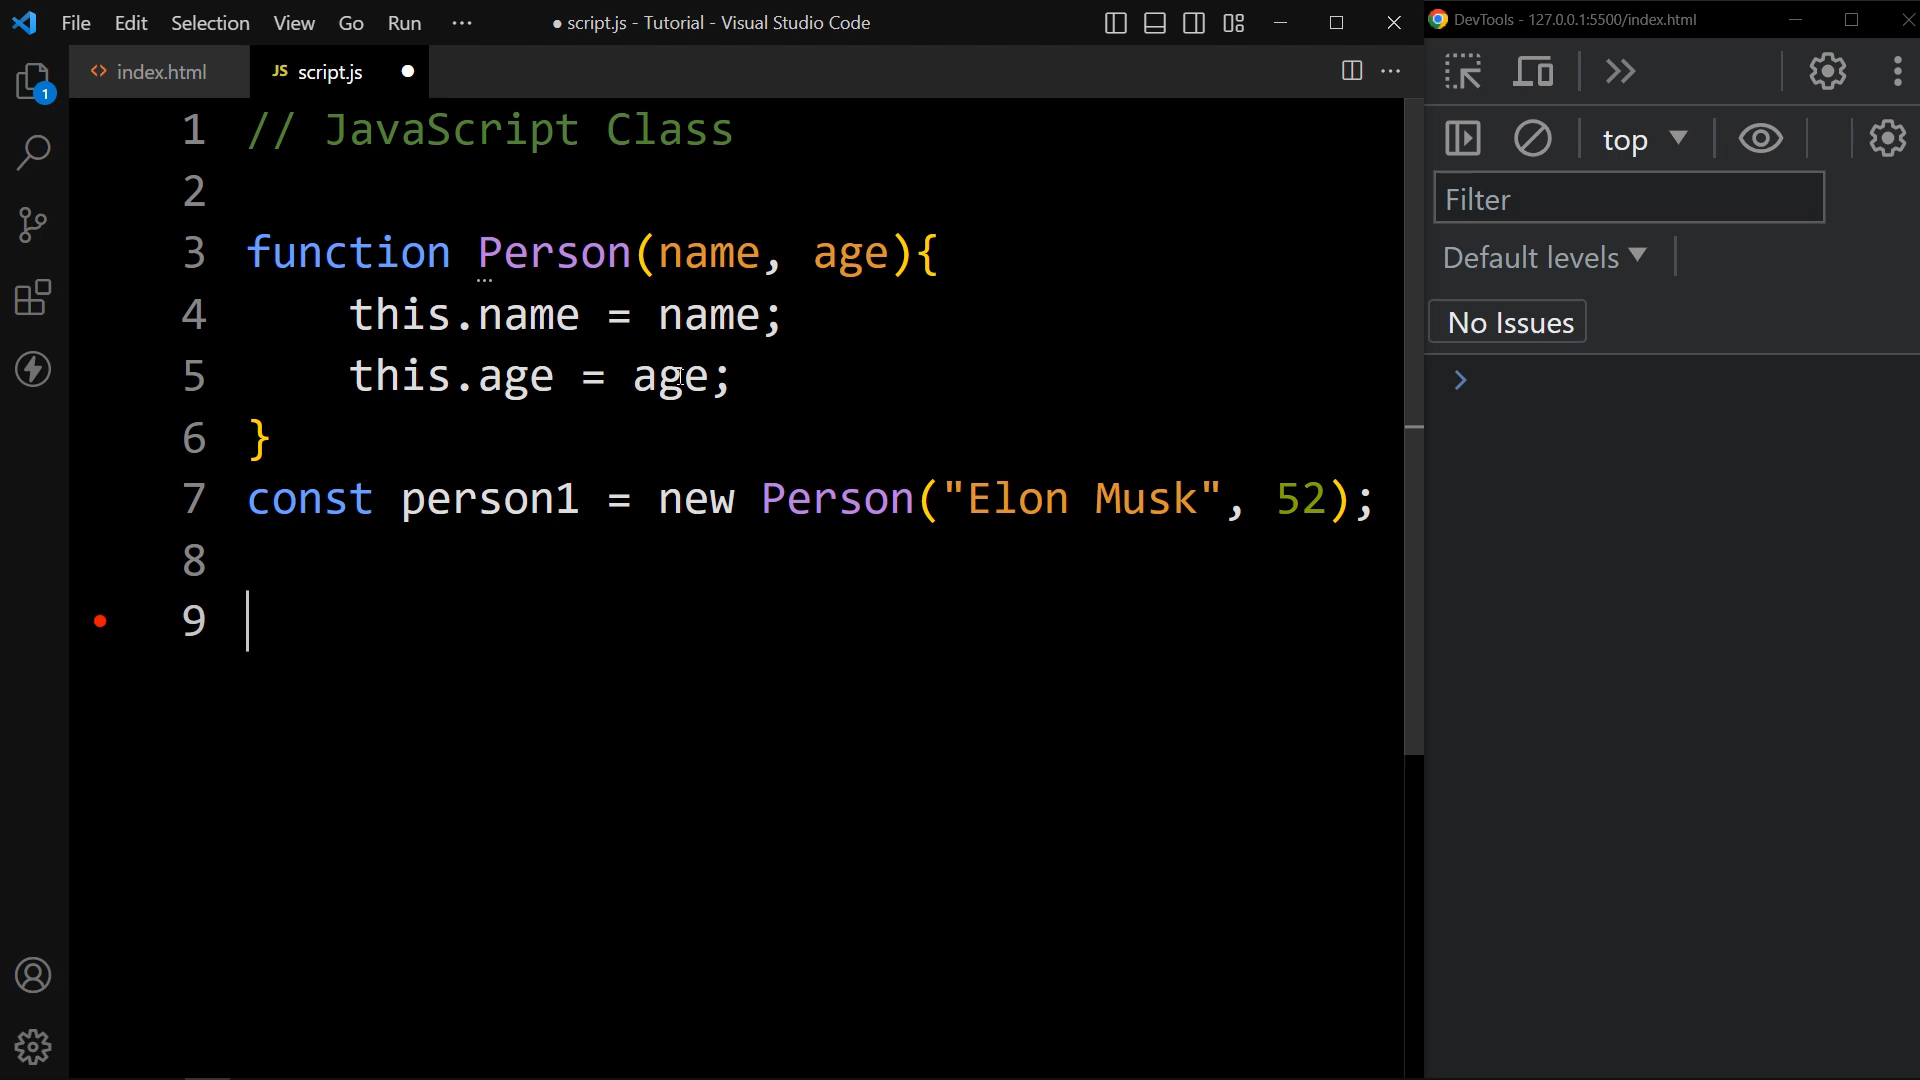 File Edit Selection View Go Run ··· ● script.js - Tutorial - Visual Studio Code
DevTools - 127.0.0.1:5500/index.html
<> index.html JS script.js ●
1 // JavaScript Class
2
3 function Person(name, age){
4 this.name = name;
5 this.age = age;
6 }
7 const person1 = new Person("Elon Musk", 52);
8
9
1
top
Filter
Default levels
No Issues